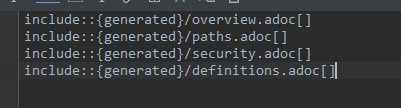 include::{generated}/overview.adoc[]
include::{generated}/paths.adoc[]
include::{generated}/security.adoc[]
include::{generated}/definitions.adoc[]